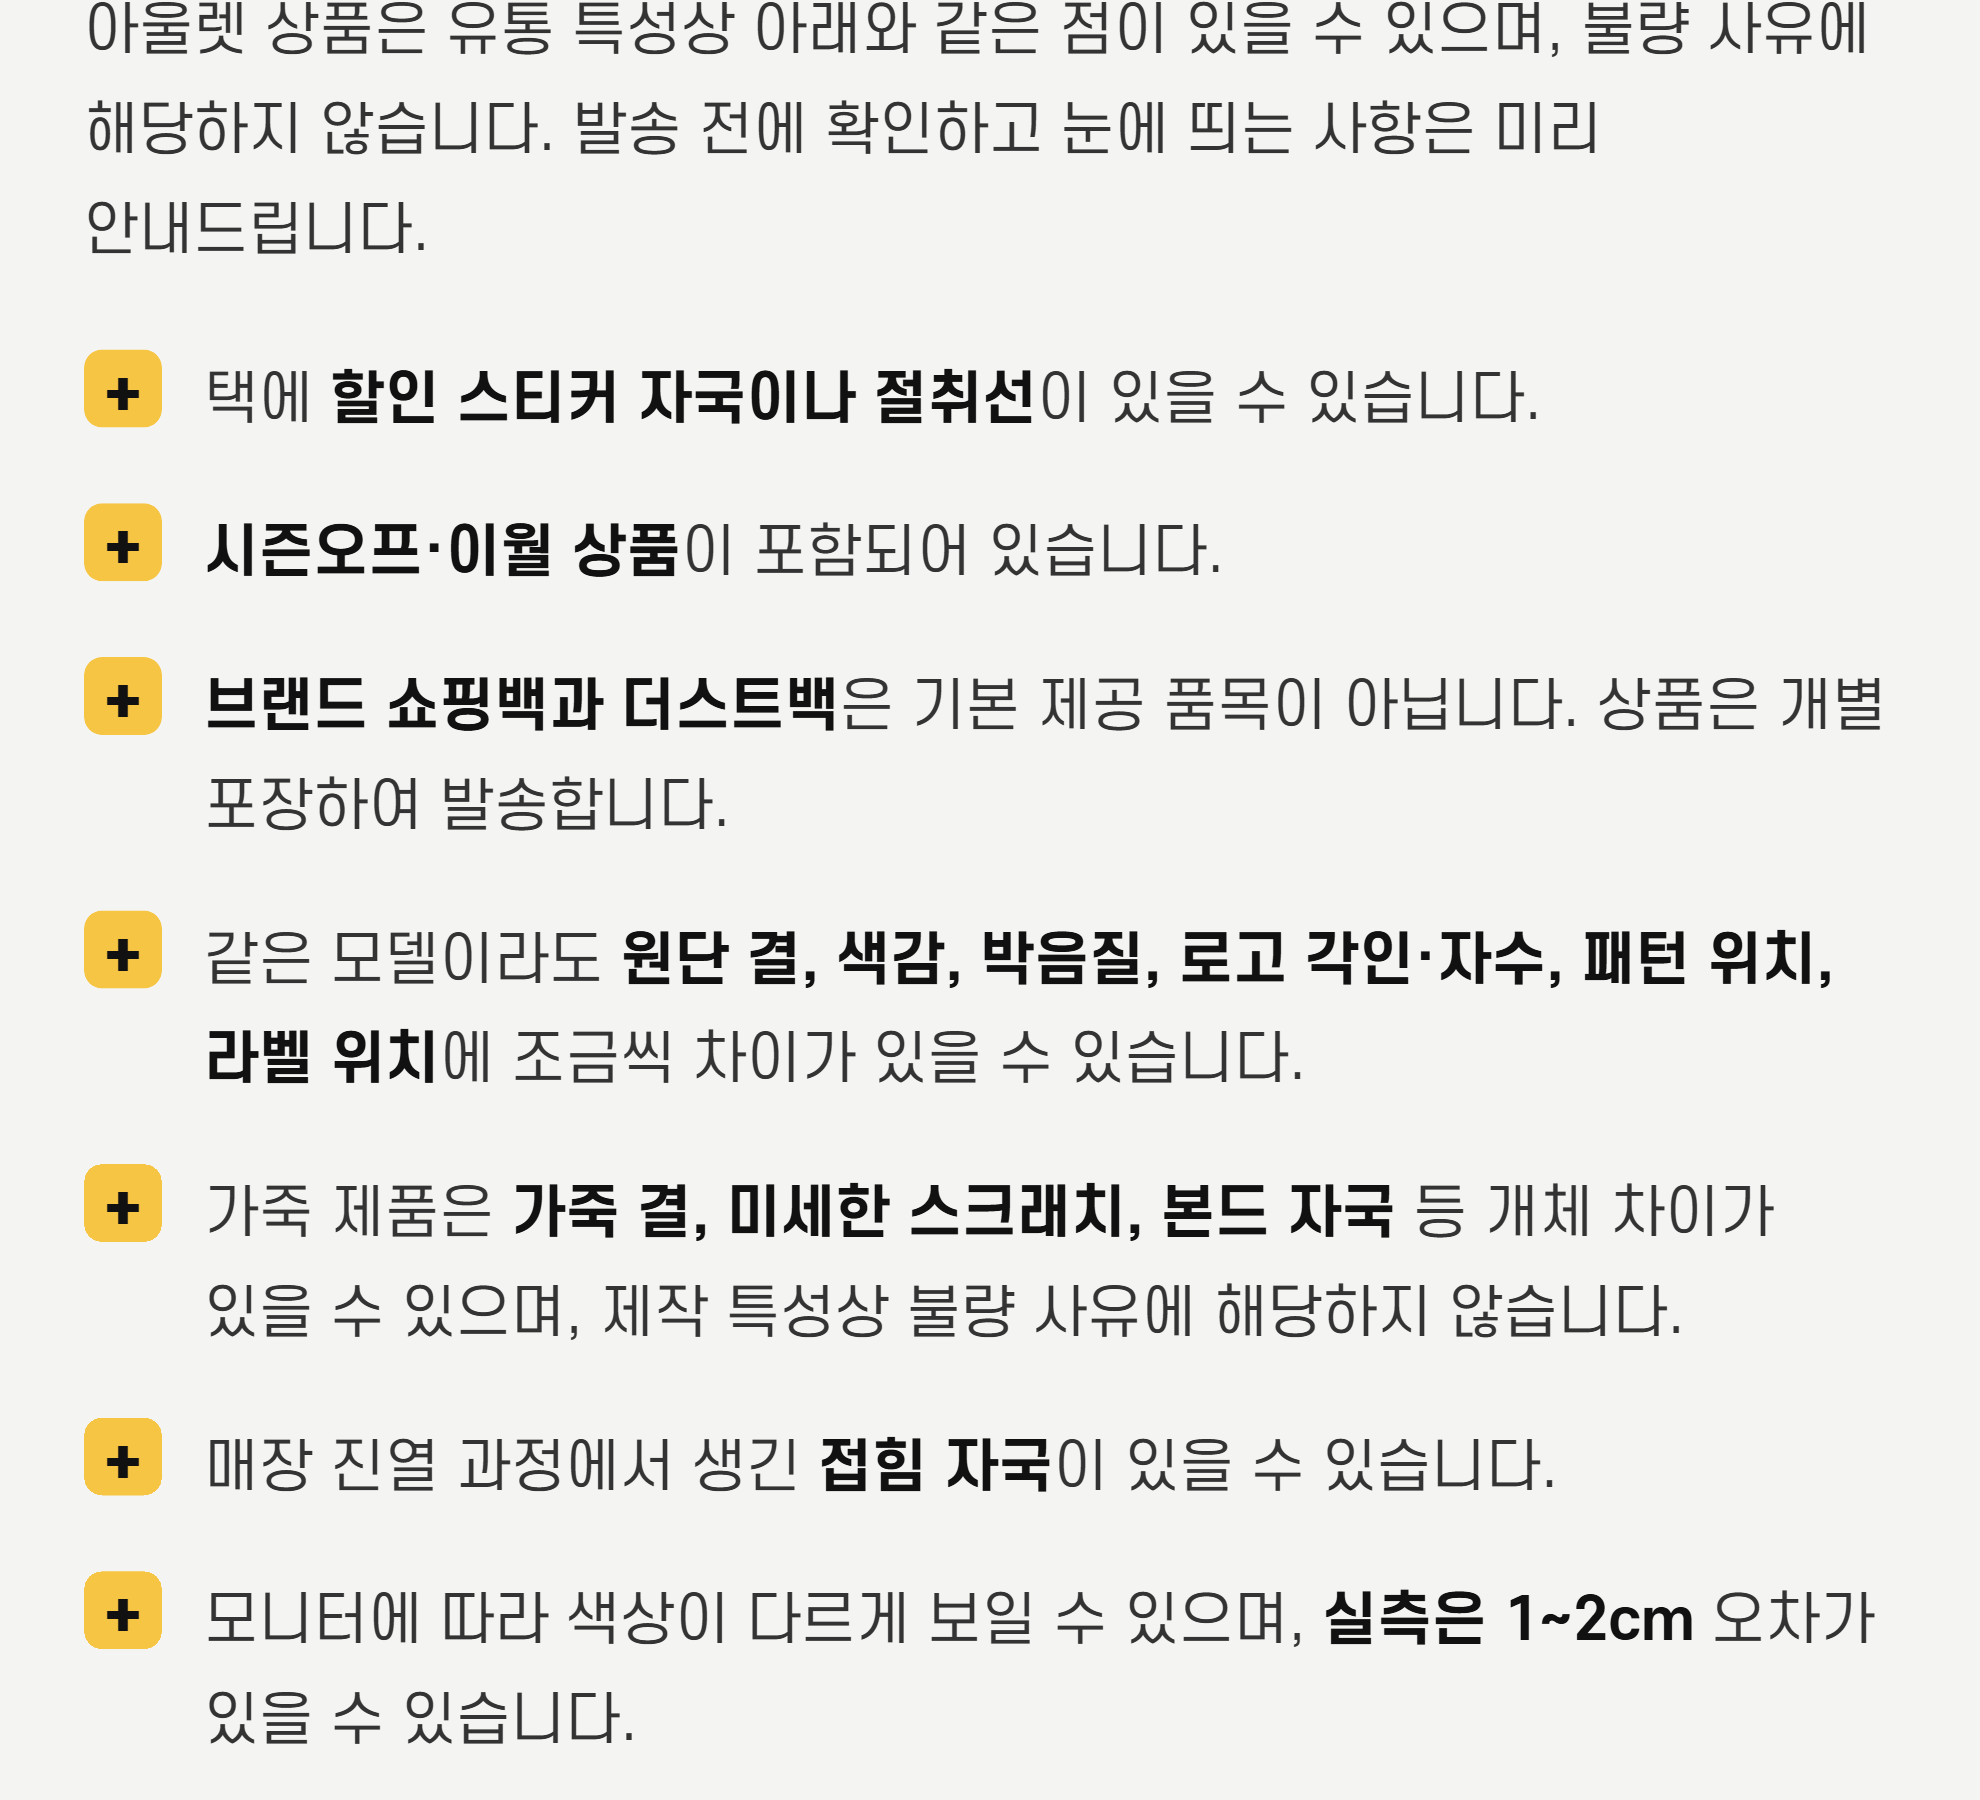 아울렛 상품은 유통 특성상 아래와 같은 점이 있을 수 있으며, 불량 사유에
해당하지 않습니다. 발송 전에 확인하고 눈에 띄는 사항은 미리
안내드립니다.
+ 택에 할인 스티커 자국이나 절취선이 있을 수 있습니다.
+ 시즌오프·이월 상품이 포함되어 있습니다.
+ 브랜드 쇼핑백과 더스트백은 기본 제공 품목이 아닙니다. 상품은 개별
포장하여 발송합니다.
+ 같은 모델이라도 원단 결, 색감, 박음질, 로고 각인·자수, 패턴 위치,
라벨 위치에 조금씩 차이가 있을 수 있습니다.
+ 가죽 제품은 가죽 결, 미세한 스크래치, 본드 자국 등 개체 차이가
있을 수 있으며, 제작 특성상 불량 사유에 해당하지 않습니다.
+ 매장 진열 과정에서 생긴 접힘 자국이 있을 수 있습니다.
+ 모니터에 따라 색상이 다르게 보일 수 있으며, 실측은 1~2cm 오차가
있을 수 있습니다.